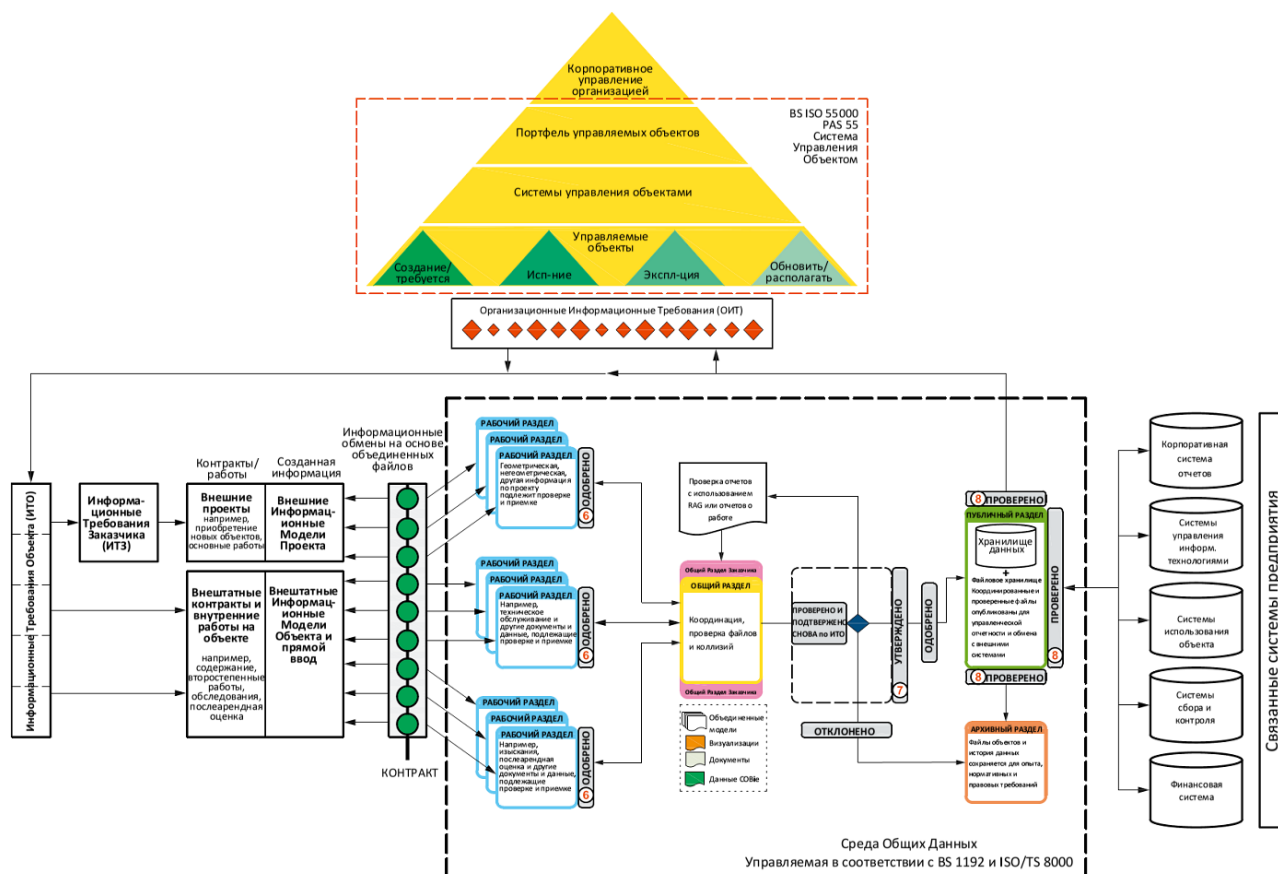 Корпоративное
управление
организацией
Портфель управляемых объектов
Системы управления объектами
Управляемые
объекты
Создание/
требуется
Исп-ние
Экспл-ция
Обновить/
располагать
BS ISO 55000
PAS 55
Система
Управления
Объектом
Организационные Информационные Требования (ОИТ)
Информационные Требования Объекта (ИТО)
Информа-
ционные
Требования
Заказчика
(ИТЗ)
Контракты/
работы
Созданная
информация
Информационные
обмены на основе
объединенных
файлов
Внешние
проекты
например,
приобретение
новых объектов,
основные работы
Внешние
Информа-
ционные
Модели
Проекта
Внештатные
контракты и
внутренние
работы на
объекте
например,
содержание,
второстепенные
работы,
обследования,
послеарендная
оценка
Внештатные
Информа-
ционные
Модели
Объекта и
прямой
ввод
КОНТРАКТ
РАБОЧИЙ РАЗДЕЛ
РАБОЧИЙ РАЗДЕЛ
РАБОЧИЙ РАЗДЕЛ
Геометрическая,
негеометрическая,
другая информация
по проекту
подлежит проверке
и приемке
ОДОБРЕНО
6
РАБОЧИЙ РАЗДЕЛ
РАБОЧИЙ РАЗДЕЛ
РАБОЧИЙ РАЗДЕЛ
Например,
техническое
обслуживание и
другие документы и
данные, подлежащие
проверке и приемке
ОДОБРЕНО
6
РАБОЧИЙ РАЗДЕЛ
РАБОЧИЙ РАЗДЕЛ
РАБОЧИЙ РАЗДЕЛ
Например,
изыскания,
послеарендная
оценка и другие
документы и данные,
подлежащие
проверке и приемке
ОДОБРЕНО
6
Проверка отчетов
с использованием
RAG или отчетов о
работе
Общий Раздел Заказчика
ОБЩИЙ РАЗДЕЛ
Координация,
проверка файлов
и коллизий
Общий Раздел Заказчика
Объединенные
модели
Визуализации
Документы
Данные COBie
ПРОВЕРЕНО И
ПОДТВЕРЖЕНО
СНОВА по ИТО
УТВЕРЖДЕНО
7
ОДОБРЕНО
ОТКЛОНЕНО
8 ПРОВЕРЕНО
ПУБЛИЧНЫЙ РАЗДЕЛ
Хранилище
данных
+
Файловое хранилище
Координированные и
проверенные файлы
опубликованы для
управленческой
отчетности и обмена
с внешними
системами
ПРОВЕРЕНО
8
8 ПРОВЕРЕНО
АРХИВНЫЙ РАЗДЕЛ
Файлы объектов и
история данных
сохраняется для опыта,
нормативных и
правовых требований
Среда Общих Данных
Управляемая в соответствии с BS 1192 и ISO/TS 8000
Корпоративная
система
отчетов
Системы
управления
информ.
технологиями
Системы
использования
объекта
Системы
сбора и
контроля
Финансовая
система
Связанные системы предприятия